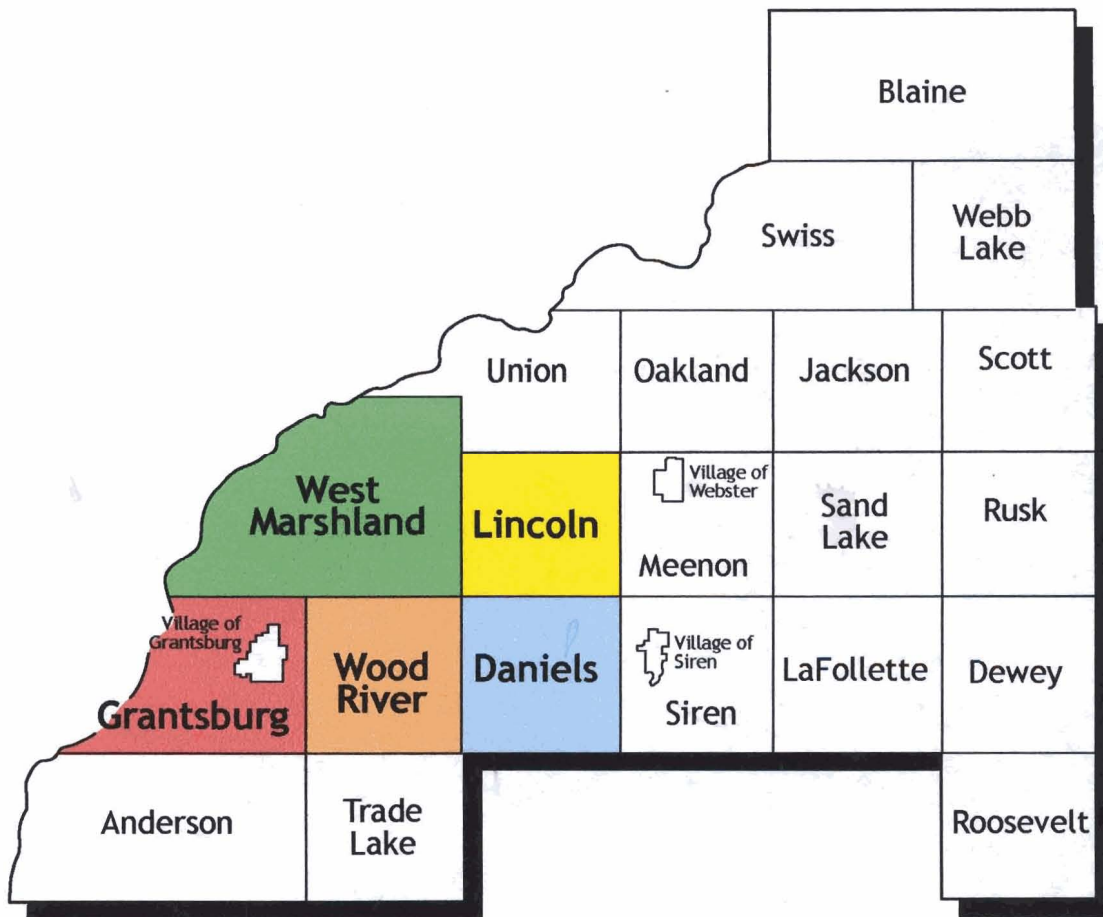 Blaine
Swiss
Webb
Lake
Union
Oakland
Jackson
Scott
West
Marshland
Lincoln
Village of
Webster
Meenon
Sand
Lake
Rusk
Village of
Grantsburg
Grantsburg
Wood
River
Daniels
Village of
Siren
Siren
LaFollette
Dewey
Anderson
Trade
Lake
Roosevelt